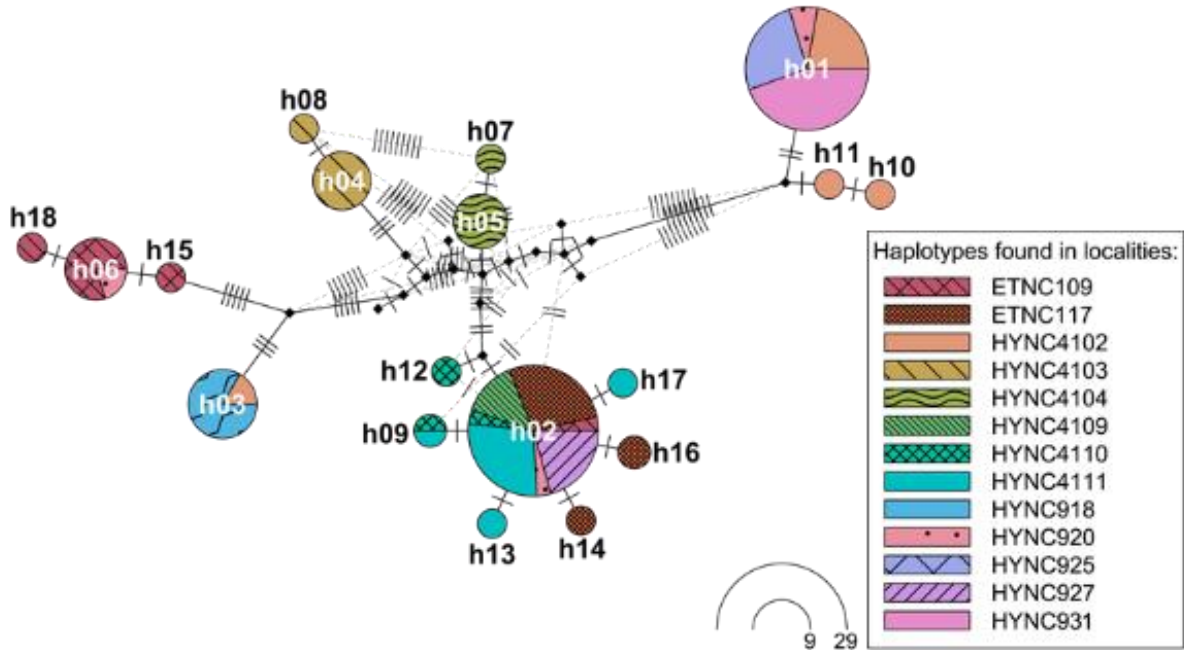 h01
h08
h07
h11
h10
h04
h05
h18
h06
h15
h03
h12
h17
h09
h02
h16
h13
h14
9
29
Haplotypes found in localities:
ETNC109
ETNC117
HYNC4102
HYNC4103
HYNC4104
HYNC4109
HYNC4110
HYNC4111
HYNC918
HYNC920
HYNC925
HYNC927
HYNC931